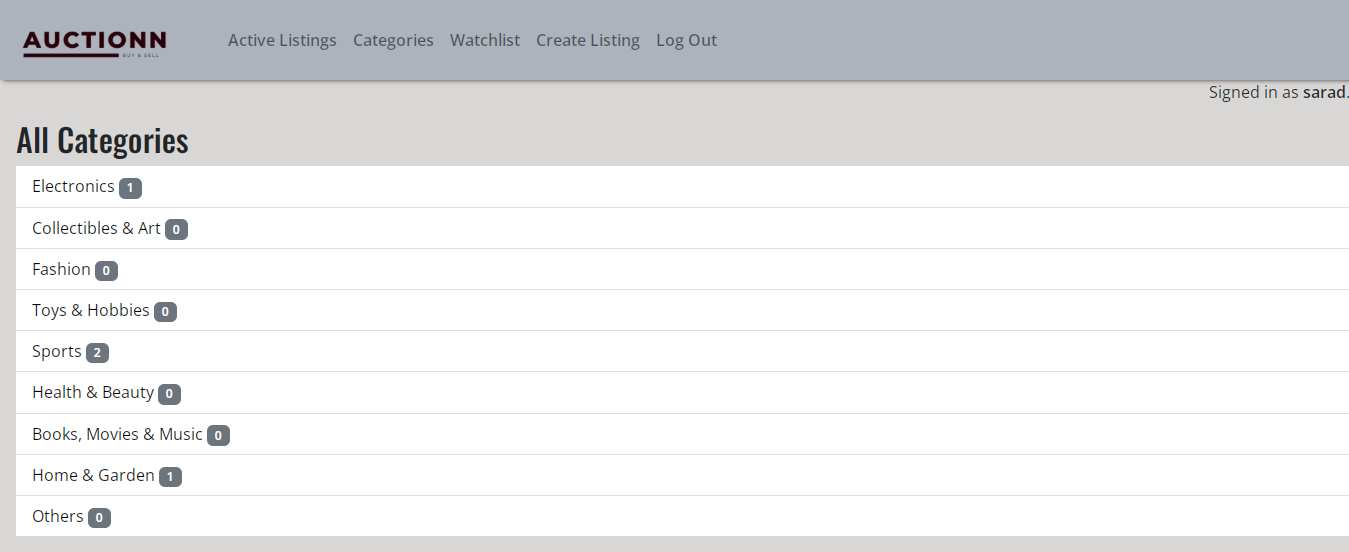 AUCTIONN
BUY & SELL
Active Listings Categories Watchlist Create Listing Log Out
Signed in as sarad.
All Categories
Electronics 1
Collectibles & Art 0
Fashion 0
Toys & Hobbies 0
Sports 2
Health & Beauty 0
Books, Movies & Music 0
Home & Garden 1
Others 0